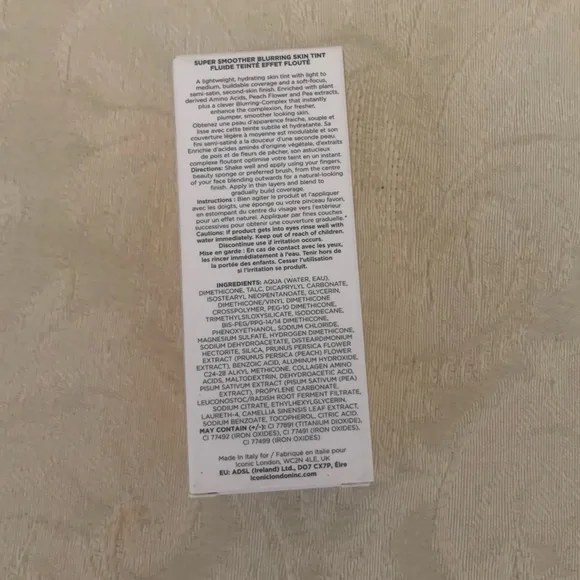 SUPER SMOOTHER BLURRING SKIN TINT
FLUIDE TEINTÉ EFFET FLOUTÉ
A lightweight, hydrating skin tint with light to
medium, buildable coverage and a soft-focus,
semi-satin, second-skin finish. Enriched with plant
derived Amino Acids, Peach Flower and Pea extracts,
plus a clever Blurring-Complex that instantly
enhance the complexion, for fresher,
plumper, smoother looking skin.
Obtenez une peau d'apparence fraîche, souple et
lisse avec cette teinte subtile et hydratante. Sa
couverture légère à moyenne est modulable et son
fini semi-satiné a la douceur d'une seconde peau.
Enrichie d'acides aminés d'origine végétale, d'extraits
de pois et de fleurs de pêcher, son astucieux
complexe floutant optimise votre teint en un instant.
Directions: Shake well and apply using your fingers,
beauty sponge or preferred brush, from the centre
of your face blending outwards for a natural-looking
finish. Apply in thin layers and blend to
gradually build coverage.
Instructions : Bien agiter le produit et l'appliquer
avec les doigts, une éponge ou votre pinceau favori,
en estompant du centre du visage vers l'extérieur
pour un effet naturel. Appliquer par fines couches
successives pour obtenir une couverture graduelle.
Cautions: If product gets into eyes rinse well with
water immediately. Keep out of reach of children.
Discontinue use if irritation occurs.
Mise en garde : En cas de contact avec les yeux,
les rincer immédiatement à l'eau. Tenir hors de
la portée des enfants. Cesser l'utilisation
si l'irritation se produit.
INGREDIENTS: AQUA (WATER, EAU),
DIMETHICONE, TALC, DICAPRYLYL CARBONATE,
ISOSTEARYL NEOPENTANOATE, GLYCERIN,
DIMETHICONE/VINYL DIMETHICONE
CROSSPOLYMER, PEG-10 DIMETHICONE,
TRIMETHYLSILOXYSILICATE, ISODODECANE,
BIS-PEG/PPG-14/14 DIMETHICONE,
PHENOXYETHANOL, SODIUM CHLORIDE,
MAGNESIUM SULFATE, HYDROGEN DIMETHICONE,
SODIUM DEHYDROACETATE, DISTEARDIMONIUM
HECTORITE, SILICA, PRUNUS PERSICA FLOWER
EXTRACT (PRUNUS PERSICA (PEACH) FLOWER
EXTRACT), BENZOIC ACID, ALUMINUM HYDROXIDE,
C24-28 ALKYL METHICONE, COLLAGEN AMINO
ACIDS, MALTODEXTRIN, DEHYDROACETIC ACID,
PISUM SATIVUM EXTRACT (PISUM SATIVUM (PEA)
EXTRACT), PROPYLENE CARBONATE,
LEUCONOSTOC/RADISH ROOT FERMENT FILTRATE,
SODIUM CITRATE, ETHYLHEXYLGLYCERIN,
LAURETH-4, CAMELLIA SINENSIS LEAF EXTRACT,
SODIUM BENZOATE, TOCOPHEROL, CITRIC ACID.
MAY CONTAIN (+/-): CI 77891 (TITANIUM DIOXIDE),
CI 77492 (IRON OXIDES), CI 77491 (IRON OXIDES),
CI 77499 (IRON OXIDES)
Made in Italy for / Fabriqué en Italie pour
Iconic London, WC2N 4LE, UK
EU: ADSL (Ireland) Ltd., DO7 CX7P, Éire
iconiclondoninc.com